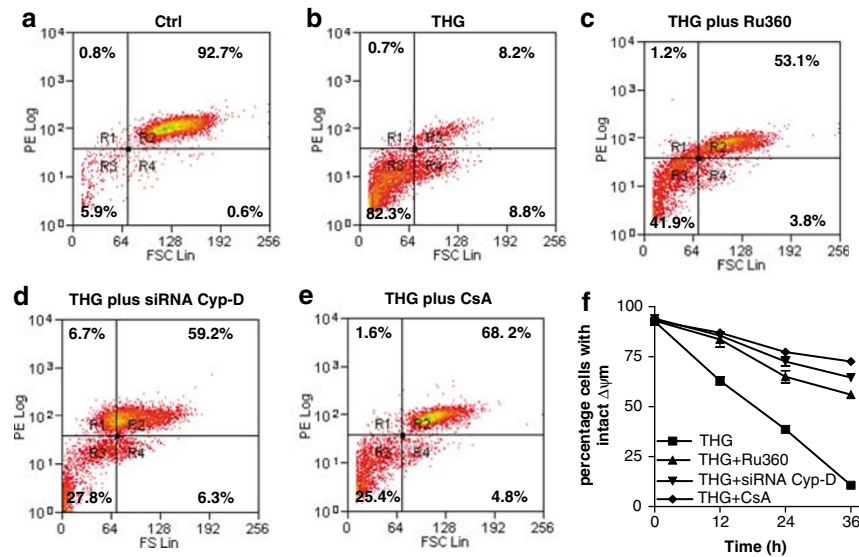 a
Ctrl
0.8%
92.7%
R1
R2
R3
R4
5.9%
0.6%
PE Log
10⁴
10³
10²
10¹
10⁰
0
64
128
192
256
FSC Lin
b
THG
0.7%
8.2%
R1
R2
R3
R4
82.3%
8.8%
PE Log
10⁴
10³
10²
10¹
10⁰
0
64
128
192
256
FSC Lin
c
THG plus Ru360
1.2%
53.1%
R1
R2
R3
R4
41.9%
3.8%
PE Log
10⁴
10³
10²
10¹
10⁰
0
64
128
192
256
FSC Lin
d
THG plus siRNA Cyp-D
6.7%
59.2%
R1
R2
R3
R4
27.8%
6.3%
PE Log
10⁴
10³
10²
10¹
10⁰
0
64
128
192
256
FS Lin
e
THG plus CsA
1.6%
68.2%
R1
R2
R3
R4
25.4%
4.8%
PE Log
10⁴
10³
10²
10¹
10⁰
0
64
128
192
256
FSC Lin
f
percentage cells with
intact Δψm
100
75
50
25
0
THG
THG+Ru360
THG+siRNA Cyp-D
THG+CsA
0
12
24
36
Time (h)